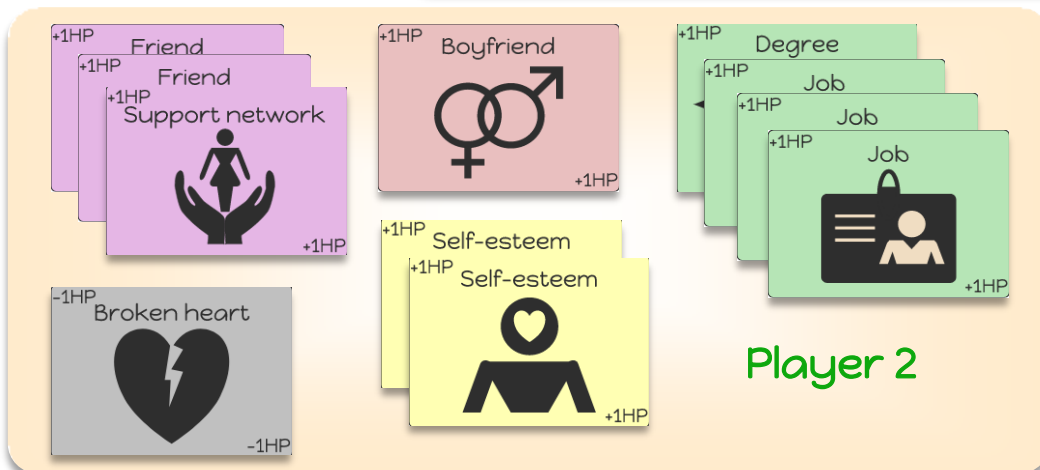 +1HP
Friend
+1HP
Friend
+1HP
Support network
+1HP
+1HP
Boyfriend
+1HP
+1HP
Degree
+1HP
Job
+1HP
Job
+1HP
Job
+1HP
-1HP
Broken heart
-1HP
+1HP
Self-esteem
+1HP
Self-esteem
+1HP
Player 2